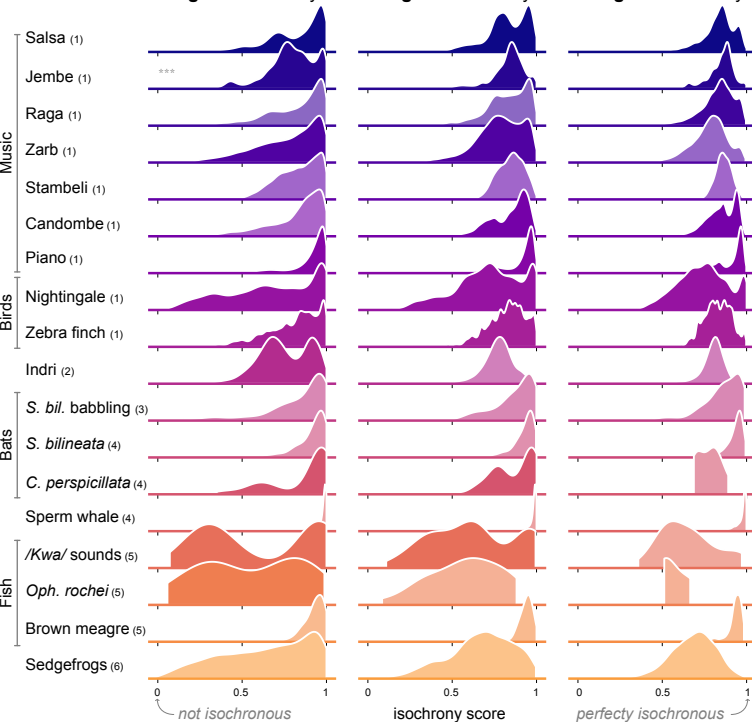 Salsa (1)
Jembe (1)
***
Raga (1)
Zarb (1)
Stambeli (1)
Candombe (1)
Piano (1)
Music
Nightingale (1)
Zebra finch (1)
Birds
Indri (2)
S. bil. babbling (3)
S. bilineata (4)
C. perspicillata (4)
Bats
Sperm whale (4)
/Kwa/ sounds (5)
Oph. rochei (5)
Brown meagre (5)
Fish
Sedgefrogs (6)
0 0.5 1 0 0.5 1 0 0.5 1
not isochronous isochrony score perfecty isochronous